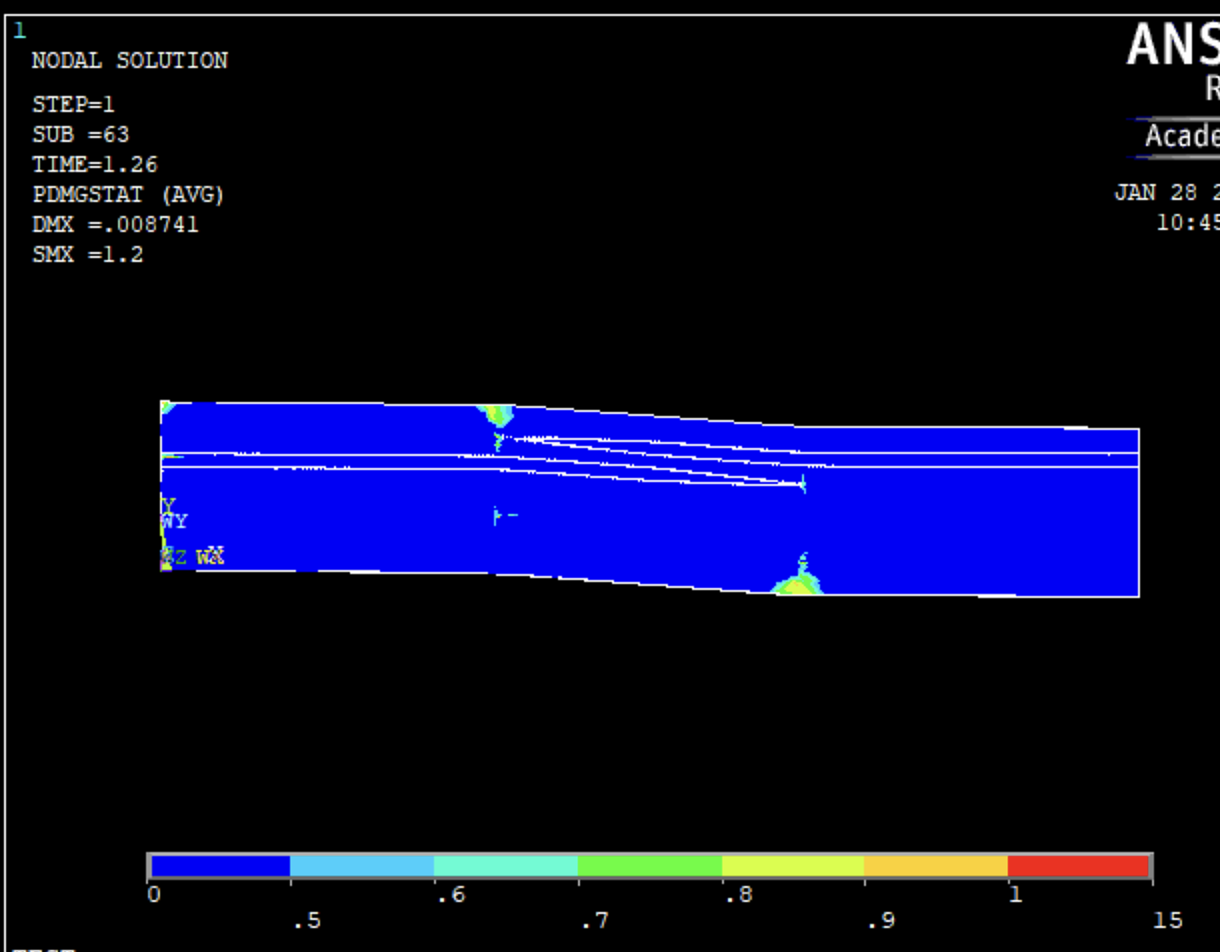 1
NODAL SOLUTION
STEP=1
SUB =63
TIME=1.26
PDMGSTAT (AVG)
DMX =.008741
SMX =1.2
ANS
R
Acade
JAN 28 2
10:45
Y
WY
Z WX
0 .6 .8 1
.5 .7 .9 15